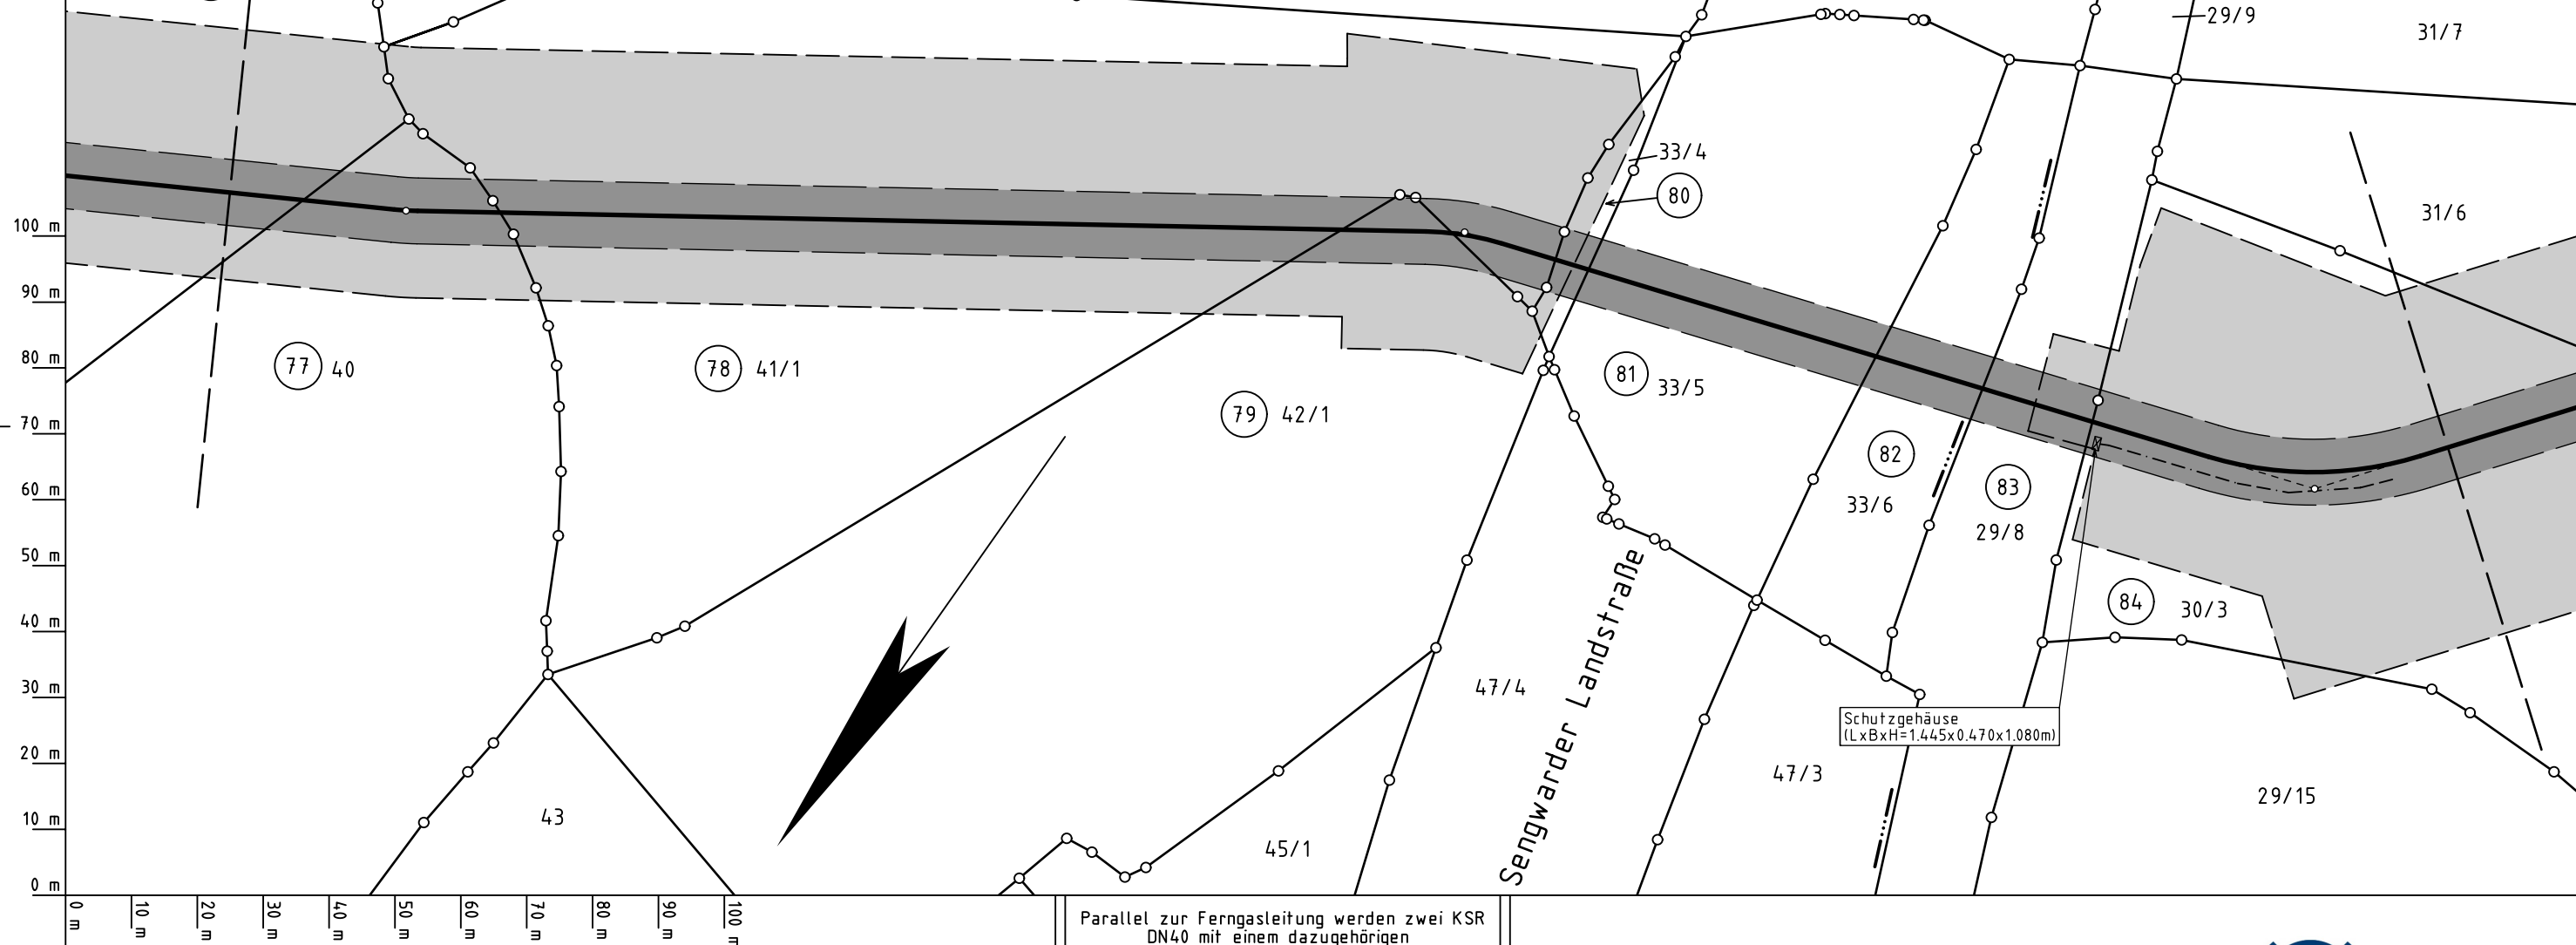 29/9
31/7
33/4
80
31/6
100 m
90 m
80 m
77 40
78 41/1
81 33/5
79 42/1
70 m
82
60 m
83
33/6
29/8
50 m
Sengwarder Landstraße
84 30/3
40 m
30 m
47/4
Schutzgehäuse
(LxBxH=1.445x0.470x1.080m)
20 m
47/3
29/15
43
10 m
45/1
0 m
0 m
10 m
20 m
30 m
40 m
50 m
60 m
70 m
80 m
90 m
100 m
Parallel zur Ferngasleitung werden zwei KSR
DN40 mit einem dazugehörigen